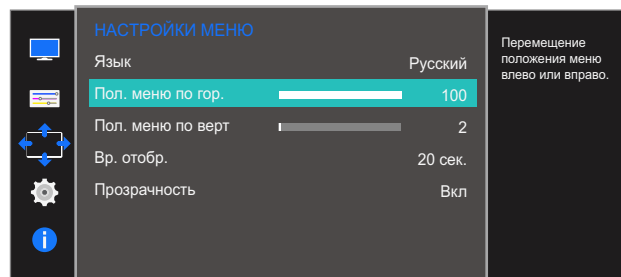 НАСТРОЙКИ МЕНЮ
Язык Русский
Пол. меню по гор. 100
Пол. меню по верт 2
Вр. отобр. 20 сек.
Прозрачность Вкл
Перемещение
положения меню
влево или вправо.